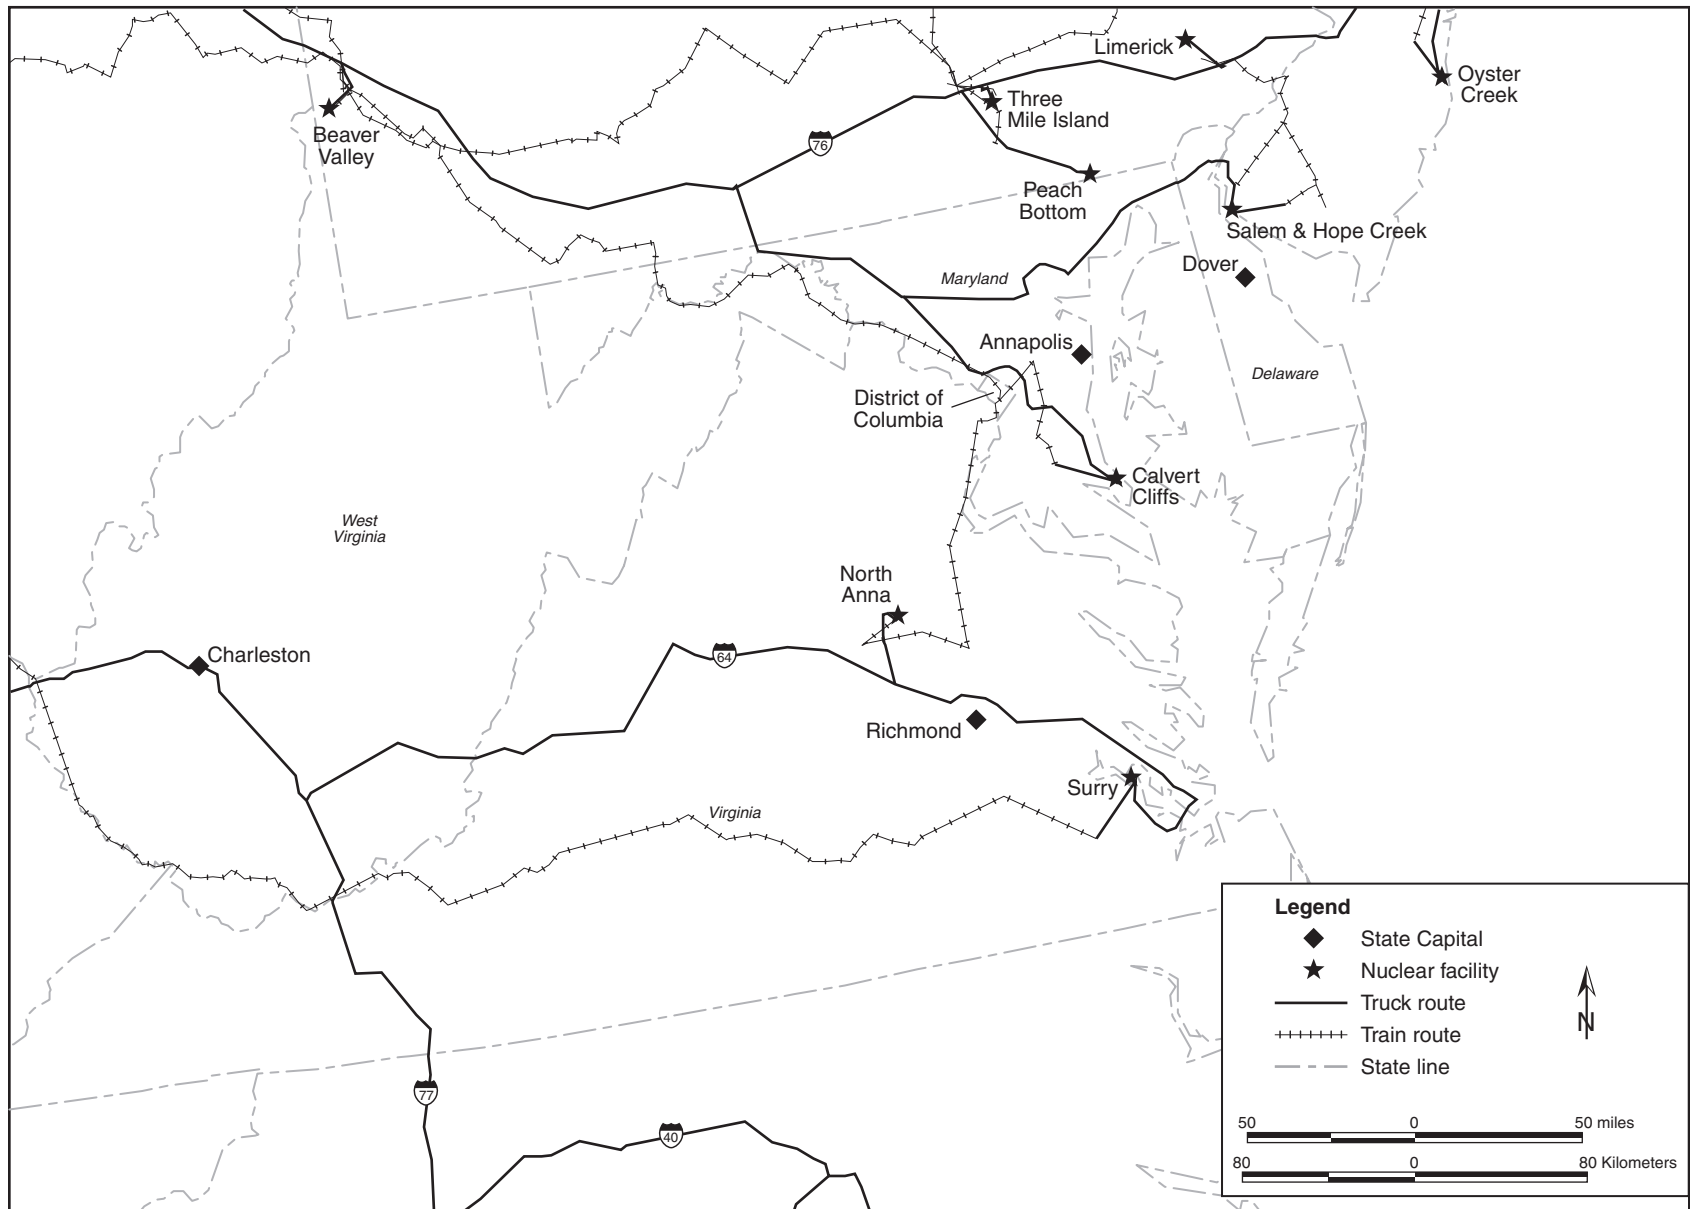 Limerick
Oyster
Creek
Three
Mile Island
Beaver
Valley
76
Peach
Bottom
Salem & Hope Creek
Dover
Maryland
Annapolis
Delaware
District of
Columbia
Calvert
Cliffs
West
Virginia
North
Anna
Charleston
64
Richmond
Surry
Virginia
77
40
Legend
State Capital
Nuclear facility
Truck route
Train route
State line
N
50 0 50 miles
80 0 80 Kilometers